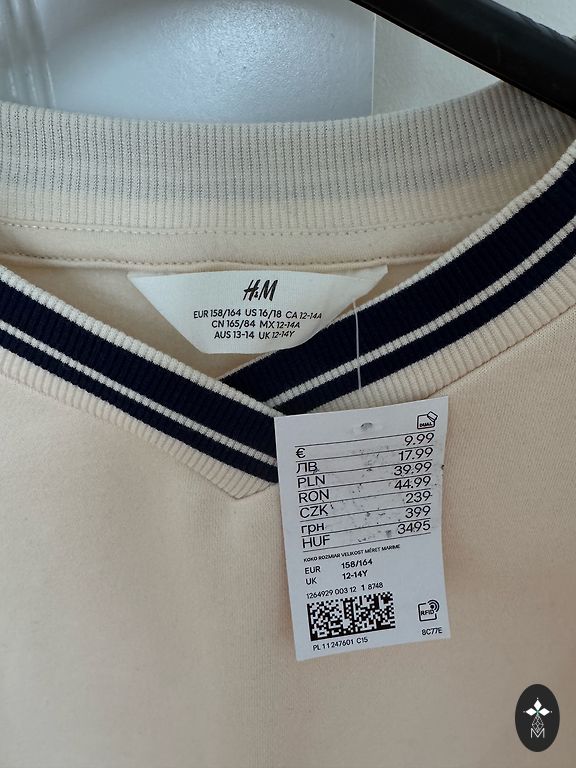 H&M
EUR 158/164 US 16/18 CA 12-14A
CN 165/84 MX 12-14A
AUS 13-14 UK 12-14Y
DUAL
€ 9.99
ЛВ 17.99
PLN 39.99
RON 44.99
CZK 239
грн 399
HUF 3495
KOKO ROZMIAR VELIKOST MÉRET MARIME
EUR 158/164
UK 12-14Y
1264929 003 12 1 8748
RFID
PL 11247601 C15
8C77E
M